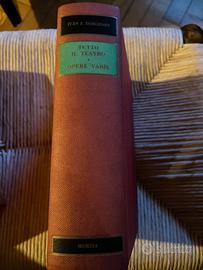 IVAN S. TURGHENIEV
TUTTO
IL TEATRO
•
OPERE VARIE
MURSIA